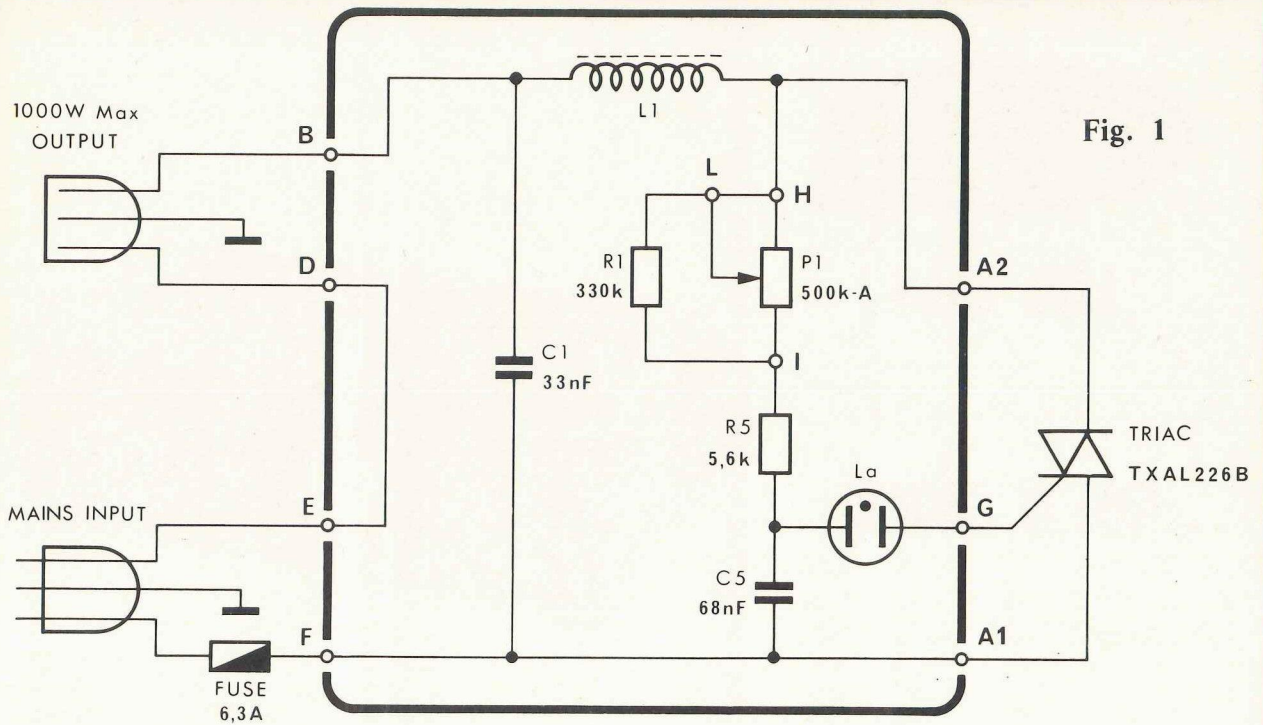 1000W Max
OUTPUT
B
L1
Fig. 1
L
H
D
R1
330k
P1
500k-A
A2
C1
33nF
I
R5
5,6k
TRIAC
TXAL226B
La
MAINS INPUT
E
G
C5
68nF
F
A1
FUSE
6,3A